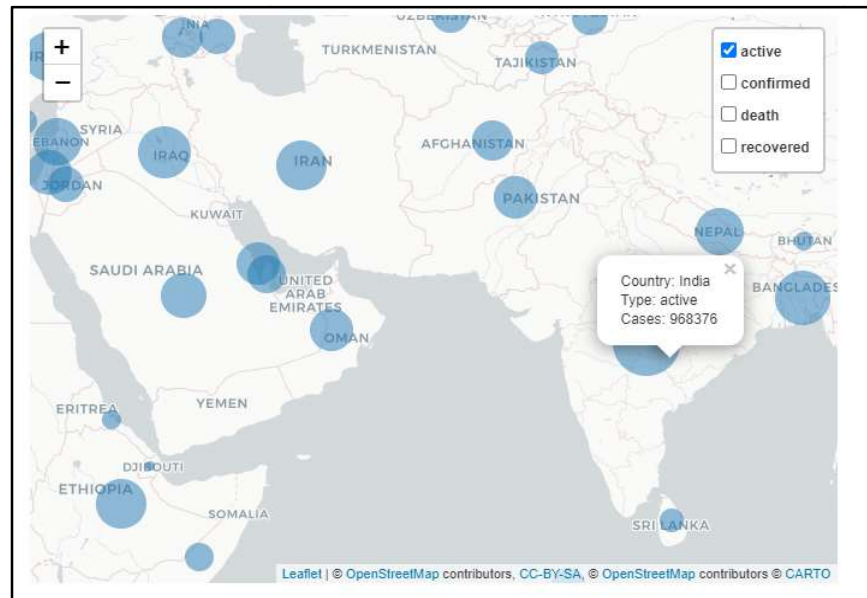 UZBEKISTAN
+
−
TURKMENISTAN
TAJIKISTAN
active
confirmed
death
recovered
SYRIA
LEBANON
IRAQ
IRAN
AFGHANISTAN
JORDAN
PAKISTAN
KUWAIT
NEPAL
BHUTAN
SAUDI ARABIA
UNITED
ARAB
EMIRATES
×
Country: India
Type: active
Cases: 968376
BANGLADES
OMAN
YEMEN
ERITREA
DJIBOUTI
ETHIOPIA
SOMALIA
SRI LANKA
Leaflet | © OpenStreetMap contributors, CC-BY-SA, © OpenStreetMap contributors © CARTO